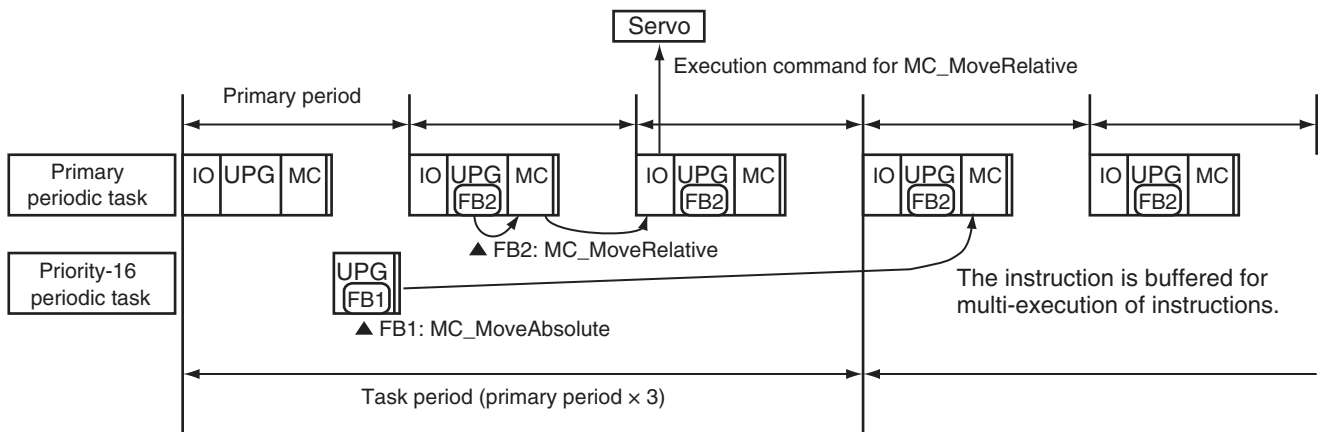 Servo
Execution command for MC_MoveRelative
Primary period
Primary
periodic task
IO UPG MC
IO UPG MC
FB2
IO UPG MC
FB2
IO UPG MC
FB2
IO UPG MC
FB2
▲ FB2: MC_MoveRelative
Priority-16
periodic task
UPG
FB1
▲ FB1: MC_MoveAbsolute
The instruction is buffered for
multi-execution of instructions.
Task period (primary period × 3)